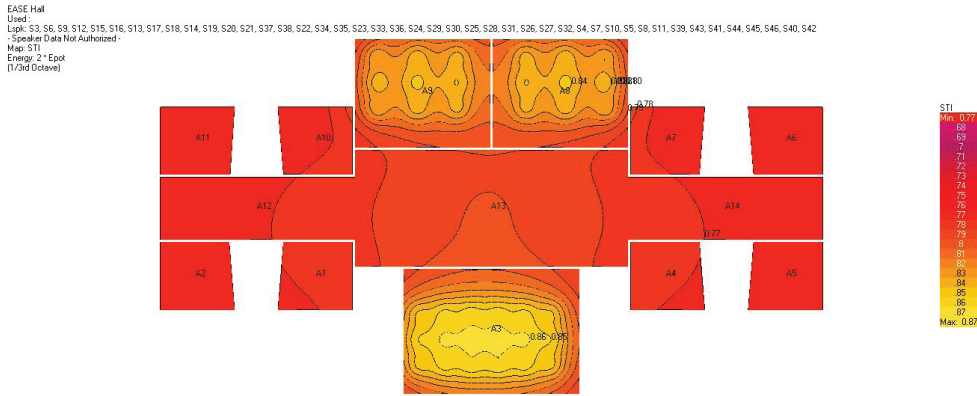 EASE Hall
Used :
Lspk: S3, S6, S9, S12, S15, S16, S13, S17, S18, S14, S19, S20, S21, S37, S38, S22, S34, S35, S23, S33, S36, S24, S29, S30, S25, S28, S31, S26, S27, S32, S4, S7, S10, S5, S8, S11, S39, S43, S41, S44, S45, S46, S40, S42
- Speaker Data Not Authorized -
Map: STI
Energy: 2 * Epot
(1/3rd Octave)
A9
0.84
A8
0.78
A11
A10
A7
A6
A12
A13
A14
0.77
A2
A1
A4
A5
A3
0.86
0.85
STI
Min: 0.77
.68
.69
.7
.71
.72
.73
.74
.75
.76
.77
.78
.79
.8
.81
.82
.83
.84
.85
.86
.87
Max: 0.87